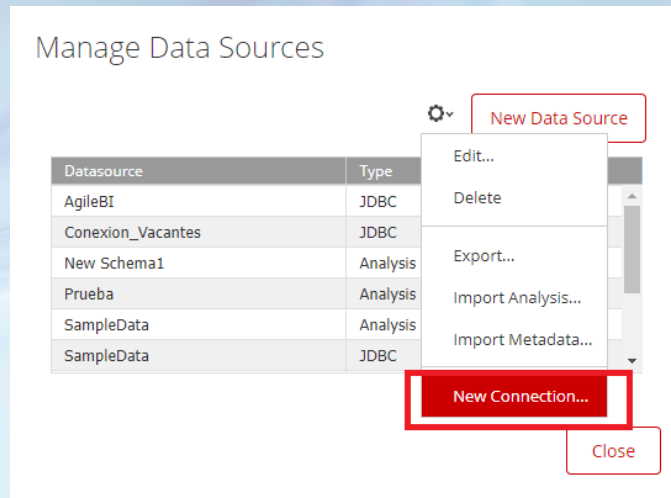 Manage Data Sources
New Data Source
Edit...
Delete
Export...
Import Analysis...
Import Metadata...
New Connection...
Datasource Type
AgileBI JDBC
Conexion_Vacantes JDBC
New Schema1 Analysis
Prueba Analysis
SampleData Analysis
SampleData JDBC
Close